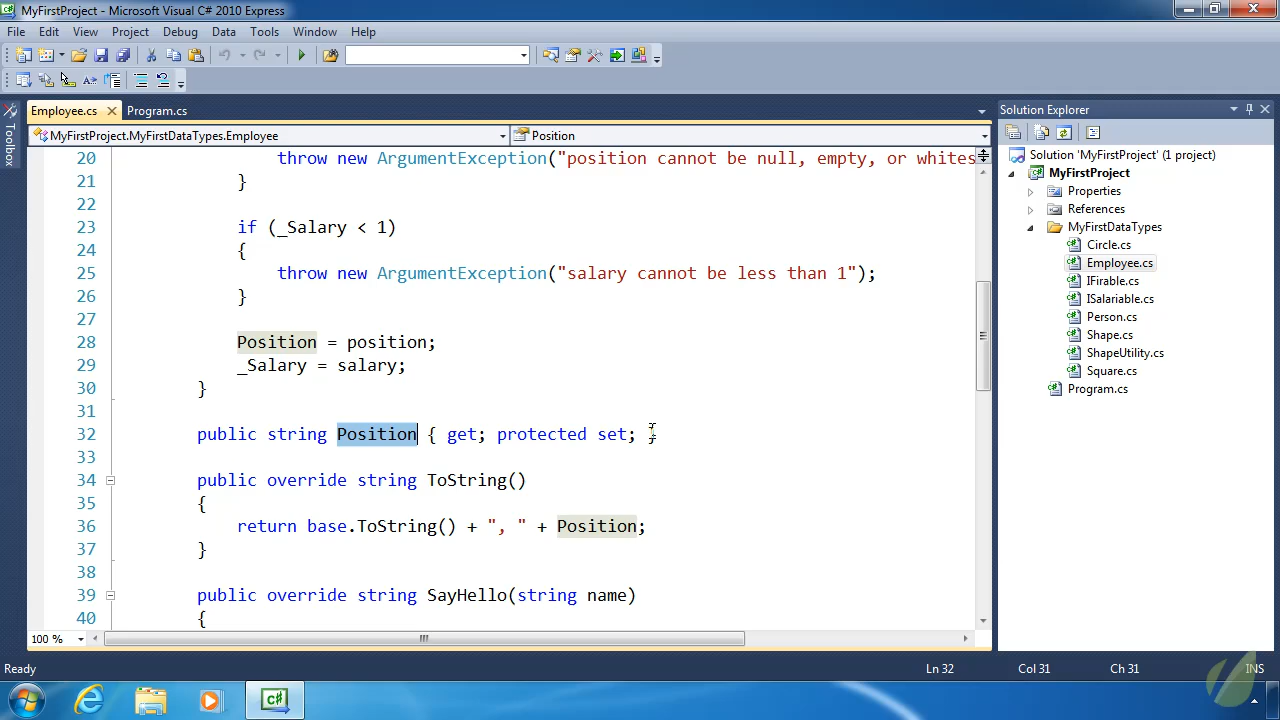 MyFirstProject - Microsoft Visual C# 2010 Express
File Edit View Project Debug Data Tools Window Help
Employee.cs Program.cs
MyFirstProject.MyFirstDataTypes.Employee Position
Toolbox
20 throw new ArgumentException("position cannot be null, empty, or whites
21 }
22
23 if (_Salary < 1)
24 {
25 throw new ArgumentException("salary cannot be less than 1");
26 }
27
28 Position = position;
29 _Salary = salary;
30 }
31
32 public string Position { get; protected set; }
33
34 public override string ToString()
35 {
36 return base.ToString() + ", " + Position;
37 }
38
39 public override string SayHello(string name)
40 {
100 %
Solution Explorer
Solution 'MyFirstProject' (1 project)
MyFirstProject
Properties
References
MyFirstDataTypes
Circle.cs
Employee.cs
IFirable.cs
ISalariable.cs
Person.cs
Shape.cs
ShapeUtility.cs
Square.cs
Program.cs
Ready Ln 32 Col 31 Ch 31 INS